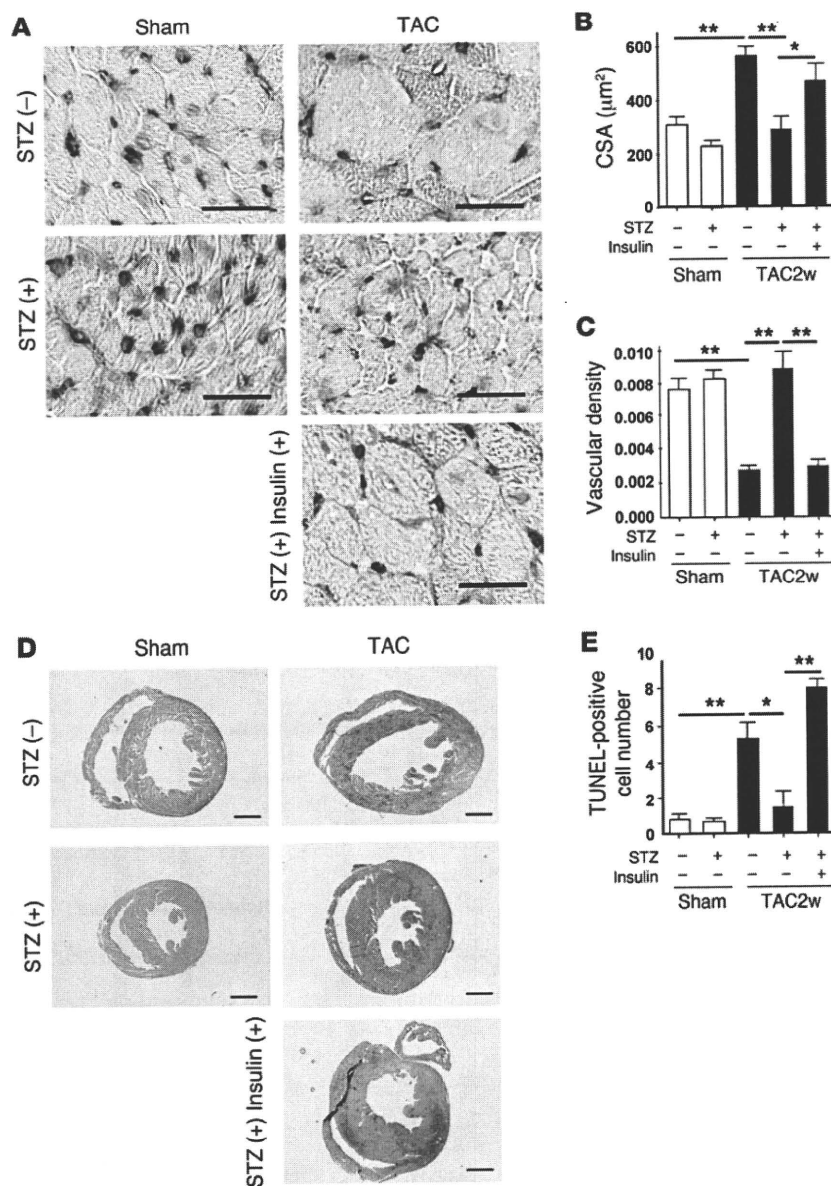 A
Sham
TAC
STZ (–)
STZ (+)
STZ (+) Insulin (+)
B
CSA (μm²)
600
400
200
0
**
**
*
STZ – + – + +
Insulin – – – – +
Sham
TAC2w
C
Vascular density
0.010
0.008
0.006
0.004
0.002
0.000
**
**
**
STZ – + – + +
Insulin – – – – +
Sham
TAC2w
D
Sham
TAC
STZ (–)
STZ (+)
STZ (+) Insulin (+)
E
TUNEL-positive
cell number
10
8
6
4
2
0
**
*
**
STZ – + – + +
Insulin – – – – +
Sham
TAC2w